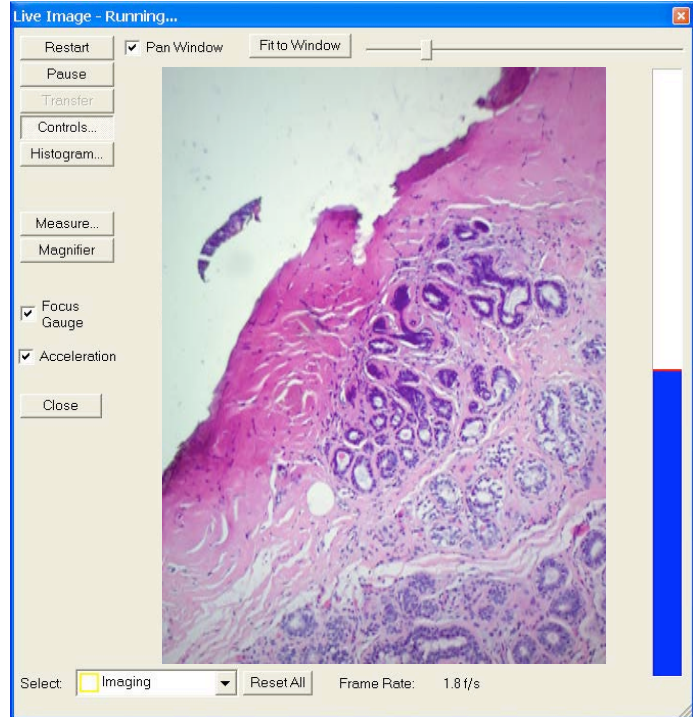 Live Image - Running...
Restart
Pan Window
Fit to Window
Pause
Transfer
Controls...
Histogram...
Measure...
Magnifier
Focus
Gauge
Acceleration
Close
Select:
Imaging
Reset All
Frame Rate:
1.8 f/s